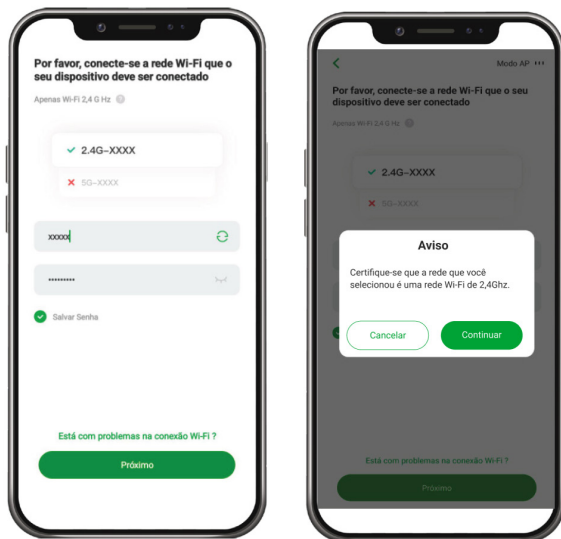 Por favor, conecte-se a rede Wi-Fi que o
seu dispositivo deve ser conectado
Apenas Wi-Fi 2,4 G Hz ?
2.4G-XXXX
5G-XXXX
xxxxx
*********
Salvar Senha
Está com problemas na conexão Wi-Fi ?
Próximo
Modo AP
Por favor, conecte-se a rede Wi-Fi que o seu
dispositivo deve ser conectado
Apenas Wi-Fi 2,4 G Hz ?
2.4G-XXXX
5G-XXXX
Aviso
Certifique-se que a rede que você
selecionou é uma rede Wi-Fi de 2,4Ghz.
Cancelar
Continuar
Está com problemas na conexão Wi-Fi ?
Próximo